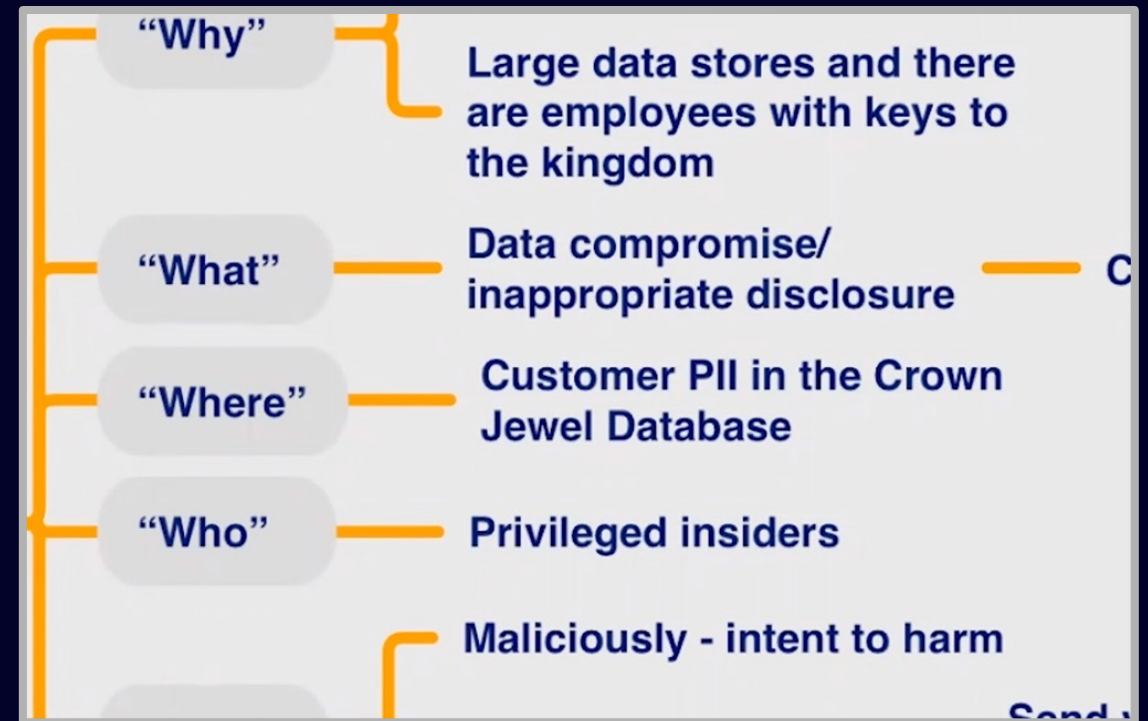 “Why”
Large data stores and there
are employees with keys to
the kingdom
“What”
Data compromise/
inappropriate disclosure
“Where”
Customer PII in the Crown
Jewel Database
“Who”
Privileged insiders
Maliciously - intent to harm